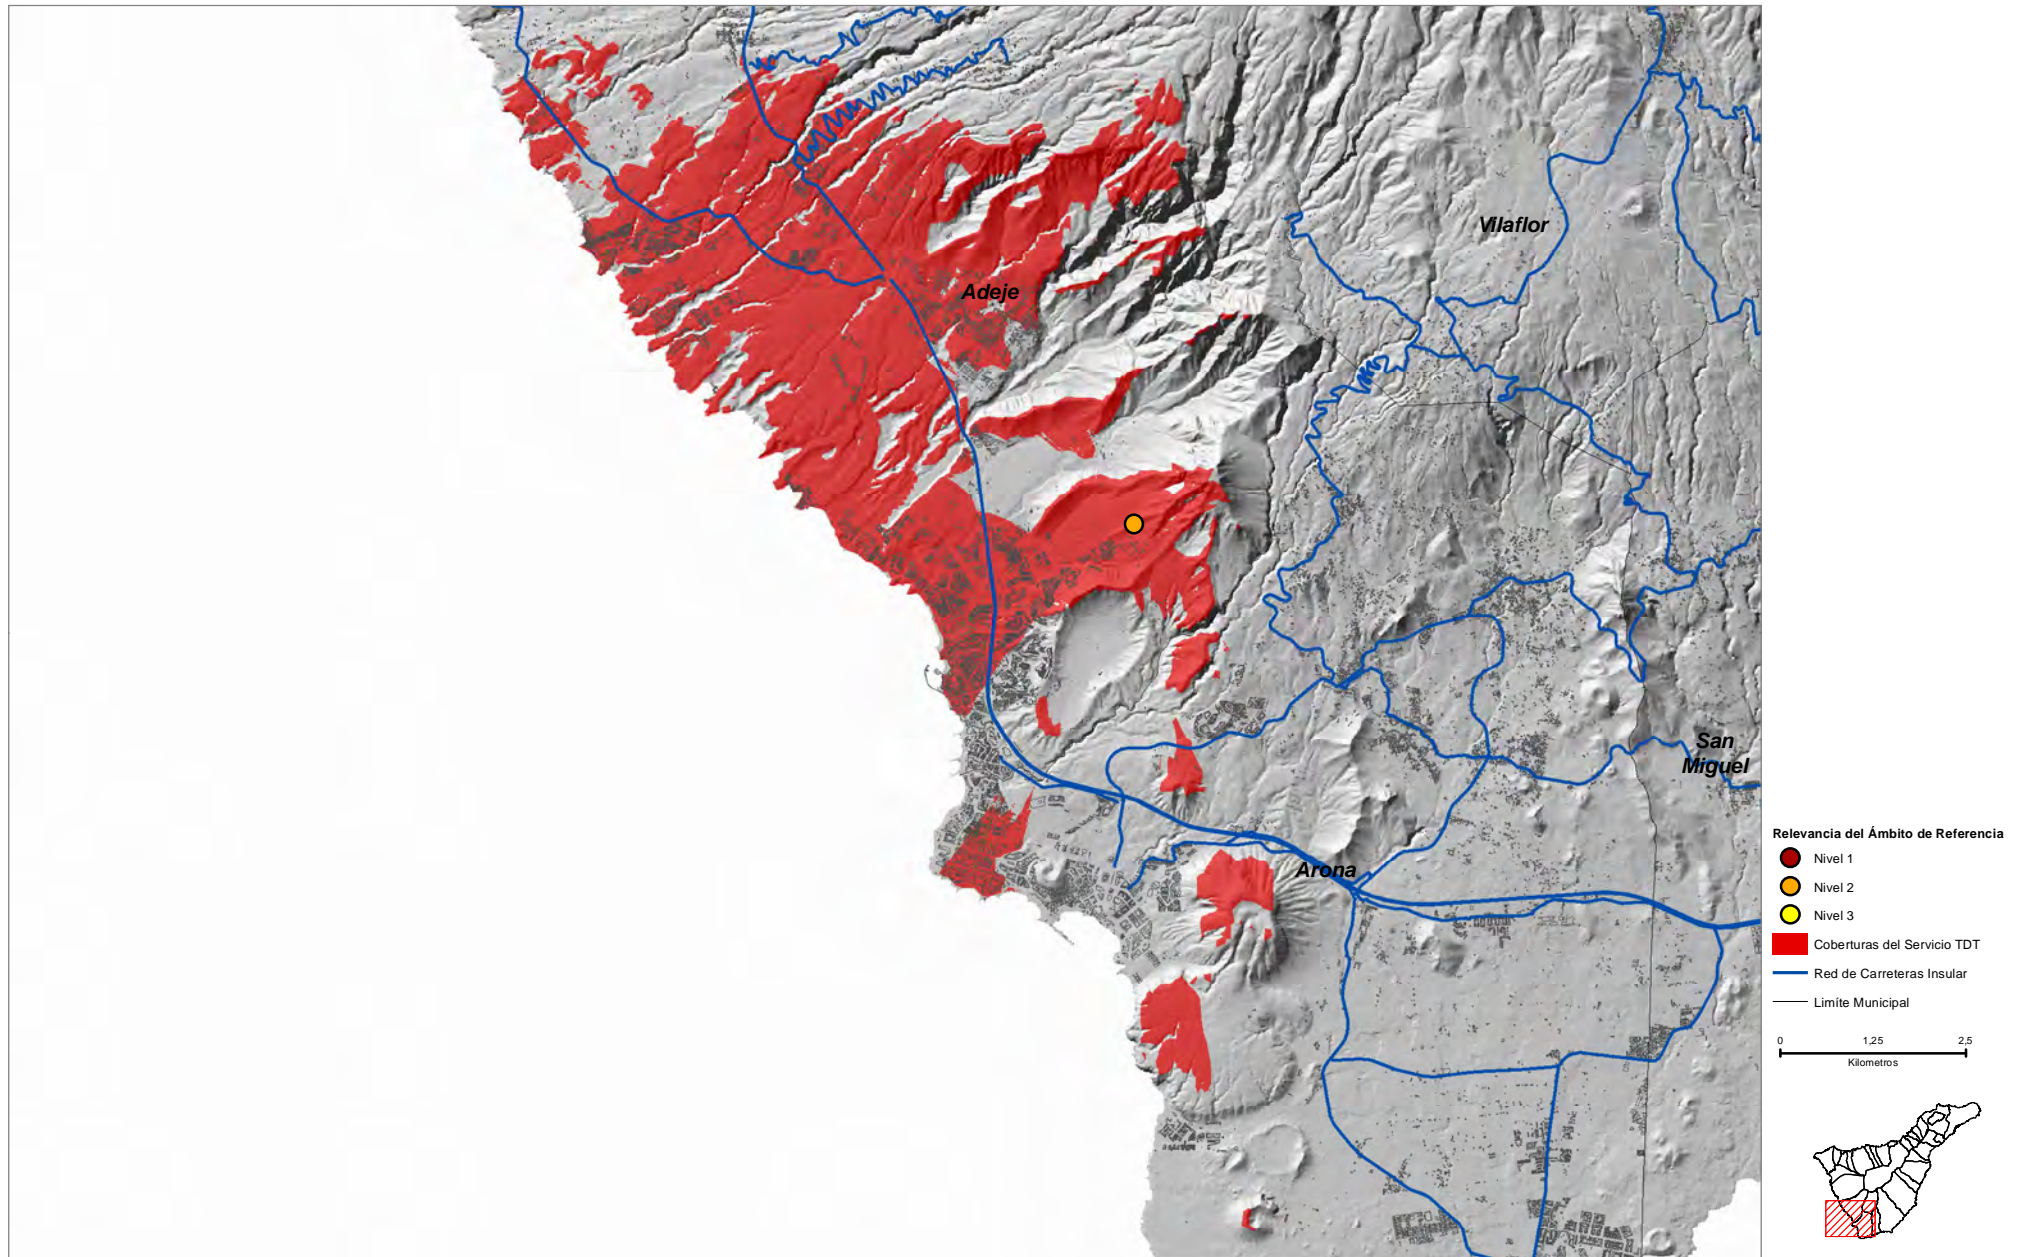 Vilaflor
Adeje
San
Miguel
Arona
Relevancia del Ámbito de Referencia
Nivel 1
Nivel 2
Nivel 3
Coberturas del Servicio TDT
Red de Carreteras Insular
Limíte Municipal
0 1,25 2,5
Kilometros